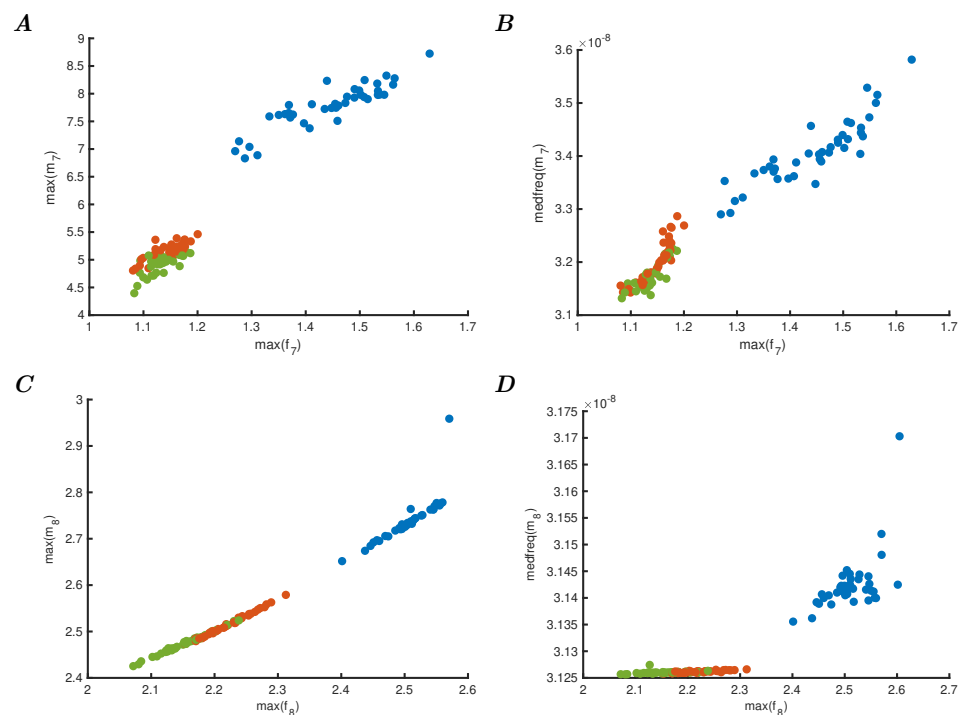 A
9
8.5
8
7.5
7
6.5
6
5.5
5
4.5
4
max(m₇)
1 1.1 1.2 1.3 1.4 1.5 1.6 1.7
max(f₇)
B
×10⁻⁸
3.6
3.5
3.4
3.3
3.2
3.1
medfreq(m₇)
1 1.1 1.2 1.3 1.4 1.5 1.6 1.7
max(f₇)
C
3
2.9
2.8
2.7
2.6
2.5
2.4
max(m₈)
2 2.1 2.2 2.3 2.4 2.5 2.6
max(f₈)
D
×10⁻⁸
3.175
3.17
3.165
3.16
3.155
3.15
3.145
3.14
3.135
3.13
3.125
medfreq(m₈)
2 2.1 2.2 2.3 2.4 2.5 2.6 2.7
max(f₈)